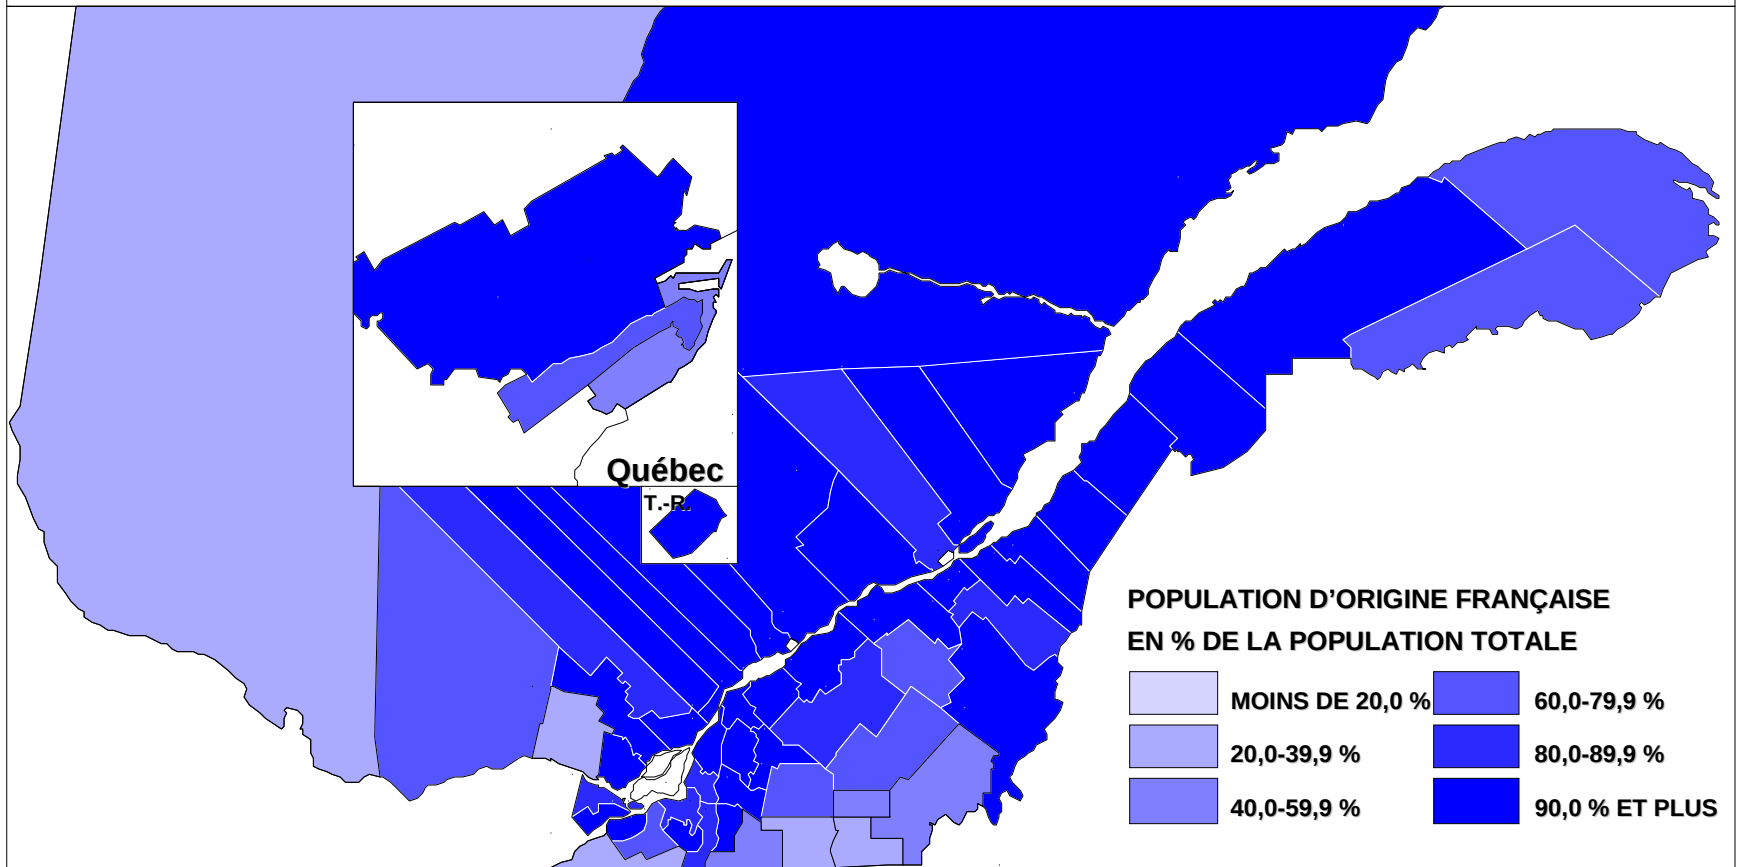 Québec
T.-R.
POPULATION D'ORIGINE FRANÇAISE
EN % DE LA POPULATION TOTALE
MOINS DE 20,0 %
20,0-39,9 %
40,0-59,9 %
60,0-79,9 %
80,0-89,9 %
90,0 % ET PLUS